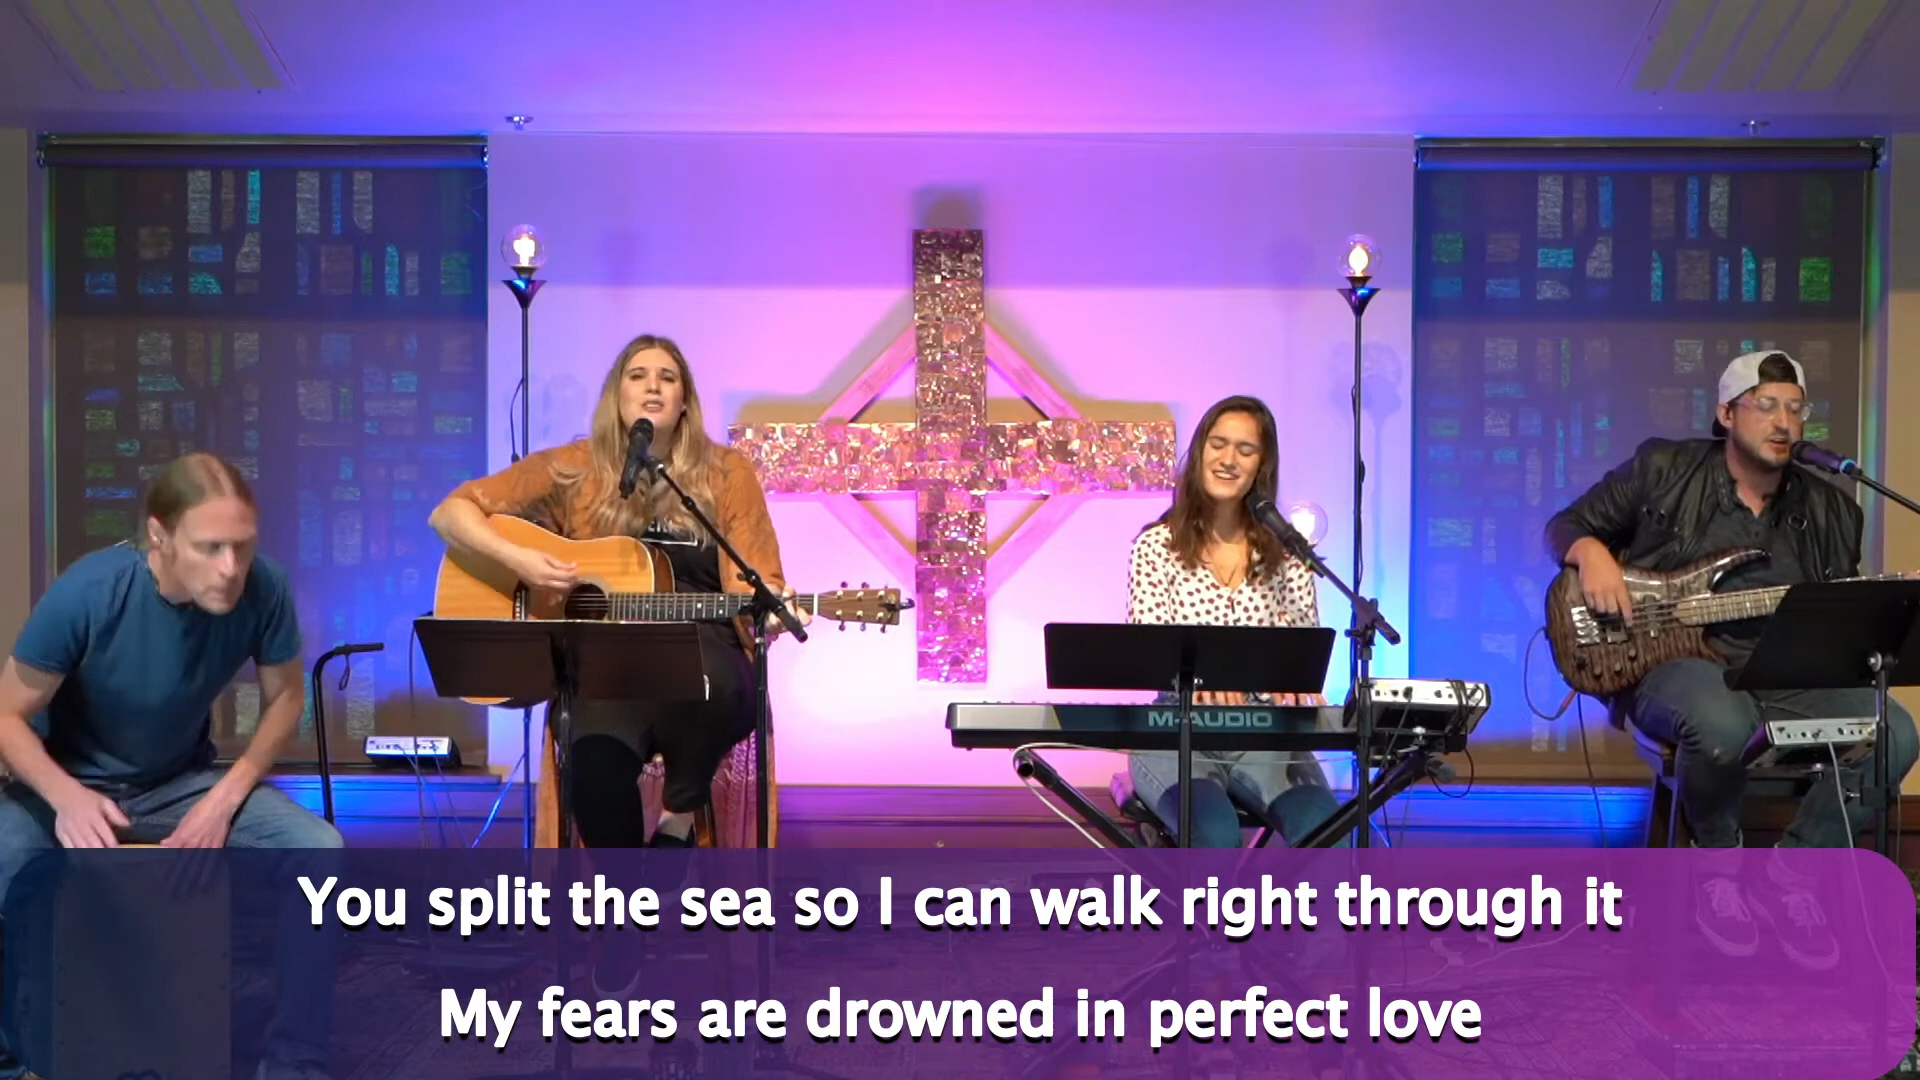 M-AUDIO
You split the sea so I can walk right through it
My fears are drowned in perfect love